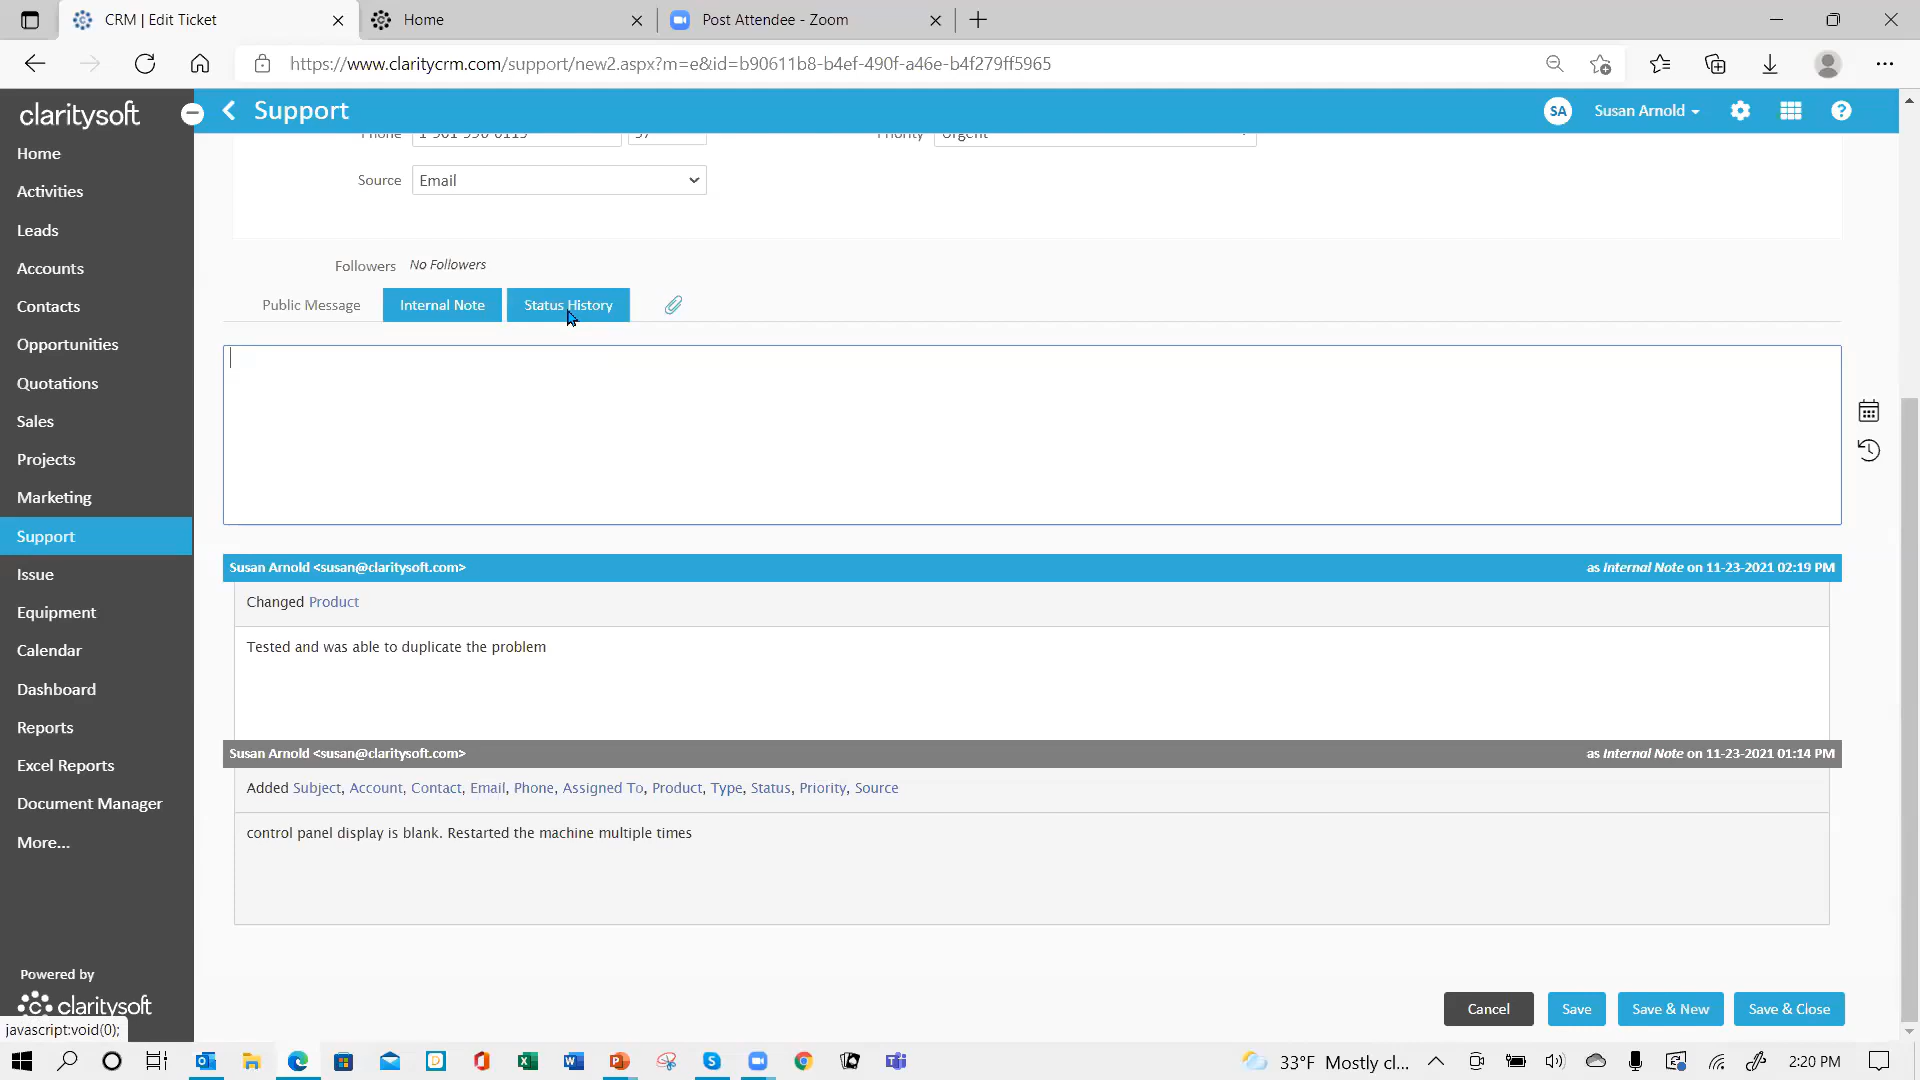 CRM | Edit Ticket
Home
Post Attendee - Zoom
https://www.claritycrm.com/support/new2.aspx?m=e&id=b90611b8-b4ef-490f-a46e-b4f279ff5965
claritysoft
Support
SA
Susan Arnold
Home
Activities
Leads
Accounts
Contacts
Opportunities
Quotations
Sales
Projects
Marketing
Support
Issue
Equipment
Calendar
Dashboard
Reports
Excel Reports
Document Manager
More...
Powered by
claritysoft
javascript:void(0);
Phone
Priority Urgent
Source Email
Followers No Followers
Public Message Internal Note Status History
Susan Arnold <susan@claritysoft.com> as Internal Note on 11-23-2021 02:19 PM
Changed Product
Tested and was able to duplicate the problem
Susan Arnold <susan@claritysoft.com> as Internal Note on 11-23-2021 01:14 PM
Added Subject, Account, Contact, Email, Phone, Assigned To, Product, Type, Status, Priority, Source
control panel display is blank. Restarted the machine multiple times
Cancel Save Save & New Save & Close
33°F Mostly cl...
2:20 PM